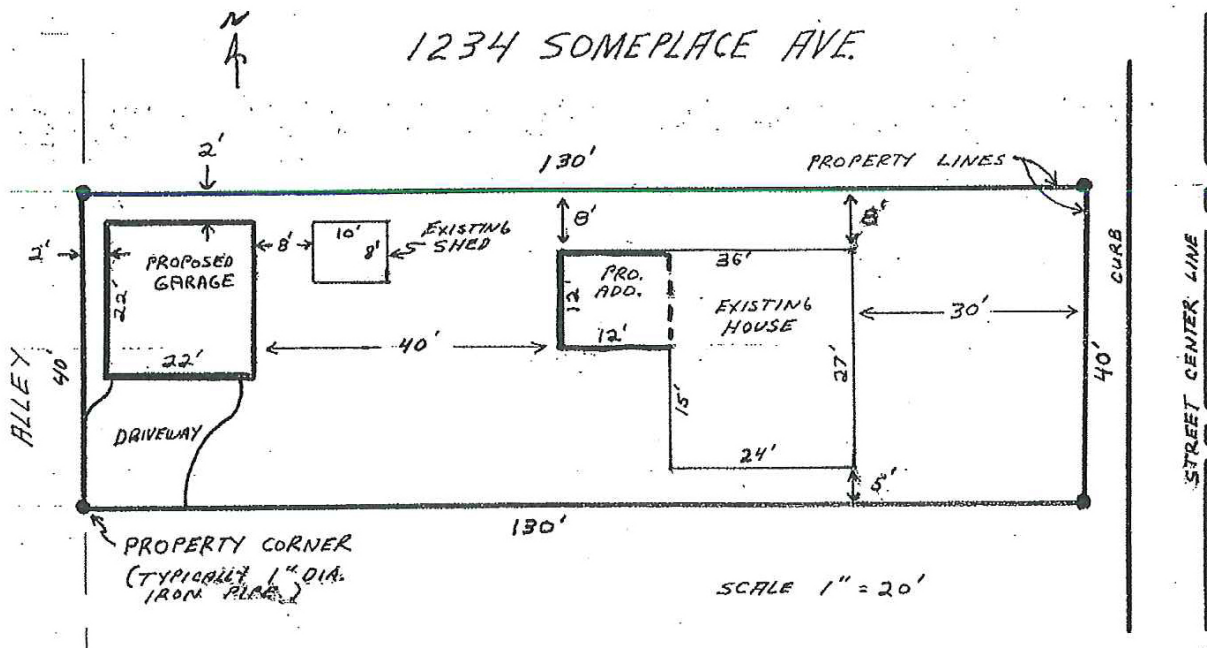 N
1234 SOMEPLACE AVE.
2'
130'
PROPERTY LINES
8'
8'
2'
8'
10'
8'
EXISTING
SHED
PROPOSED
GARAGE
22'
22'
PRO.
ADD.
12'
12'
36'
EXISTING
HOUSE
30'
CURB
STREET CENTER LINE
40'
40'
27'
40'
ALLEY
15'
DRIVEWAY
24'
5'
130'
PROPERTY CORNER
(TYPICALLY 1" DIA.
IRON PIPE)
SCALE 1" = 20'